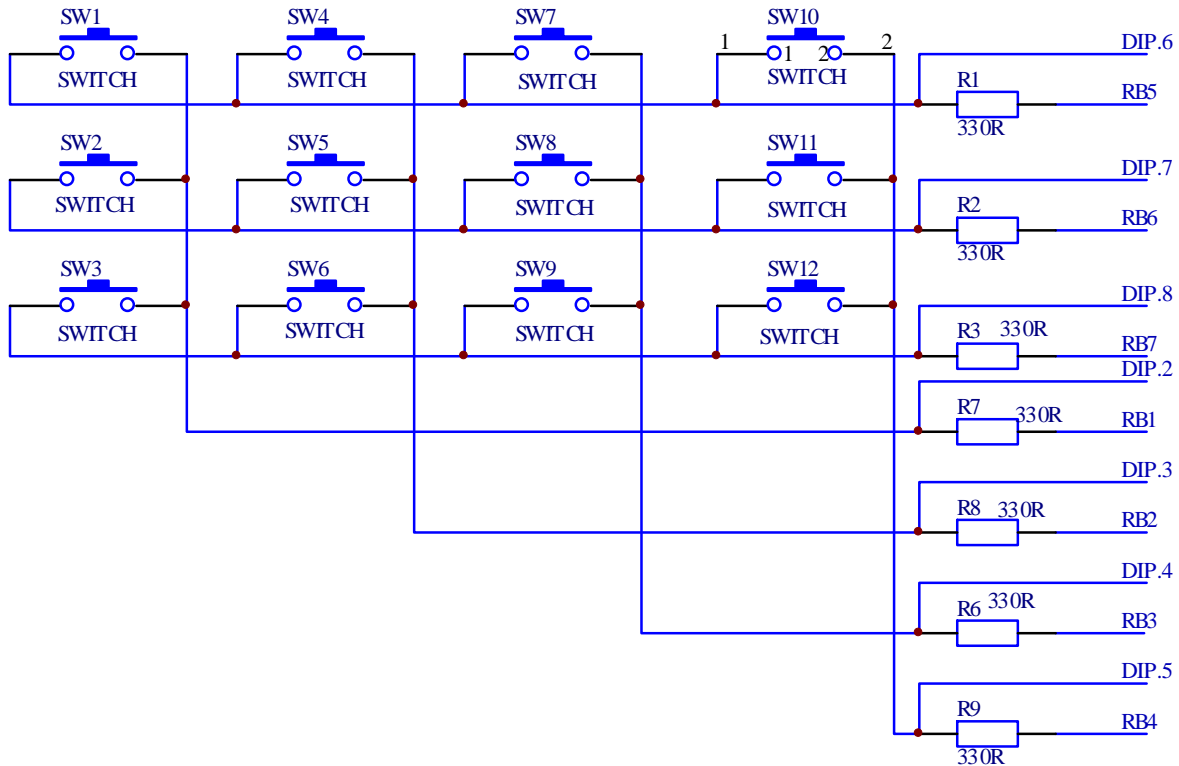 SW1 SW4 SW7 SW10
DIP.6
1 1 2 2
SWITCH SWITCH SWITCH SWITCH
R1 RB5
330R
SW2 SW5 SW8 SW11
DIP.7
SWITCH SWITCH SWITCH SWITCH
R2 RB6
330R
SW3 SW6 SW9 SW12
DIP.8
SWITCH SWITCH SWITCH SWITCH
R3 330R RB7
DIP.2
R7 330R RB1
DIP.3
R8 330R RB2
DIP.4
R6 330R RB3
DIP.5
R9 RB4
330R